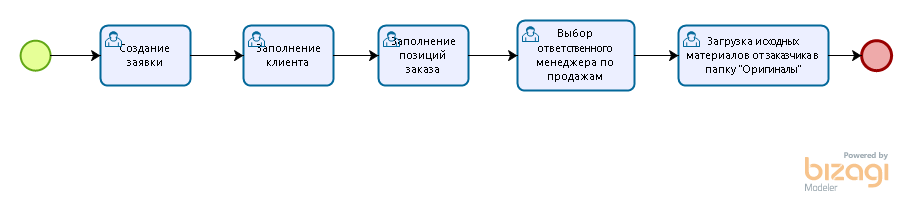 Создание
заявки
Заполнение
клиента
Заполнение
позиций
заказа
Выбор
ответственного
менеджера по
продажам
Загрузка исходных
материалов от заказчика в
папку "Оригиналы"
Powered by
bizagi
Modeler